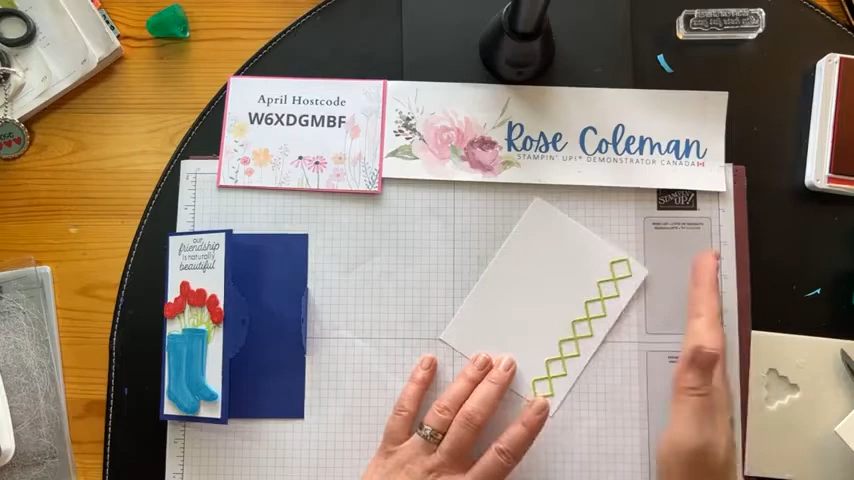 April Hostcode
W6XDGMBF
Rose Coleman
STAMPIN' UP!® DEMONSTRATOR CANADA
STAMPIN' UP!
our
friendship
is naturally
beautiful